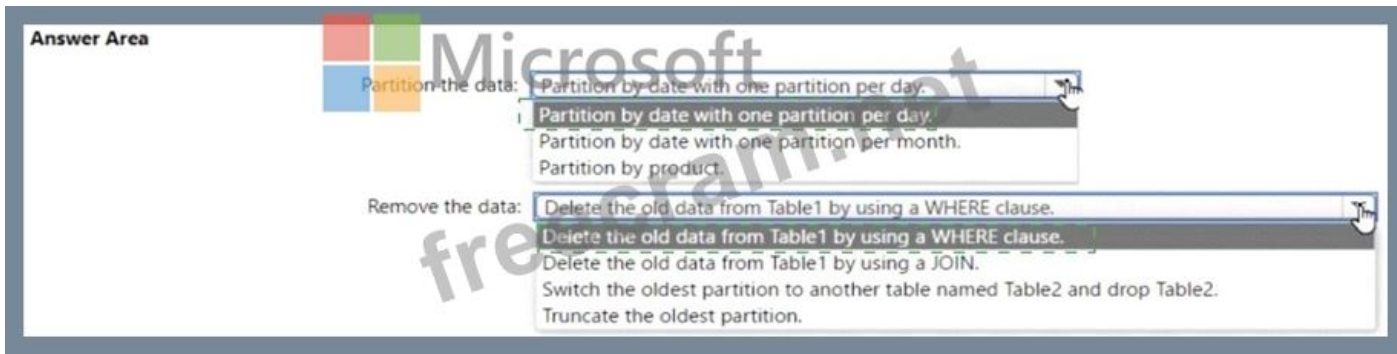 Answer Area
Microsoft
Partition the data: Partition by date with one partition per day.
Partition by date with one partition per day.
Partition by date with one partition per month.
Partition by product.
Remove the data: Delete the old data from Table1 by using a WHERE clause.
Delete the old data from Table1 by using a WHERE clause.
Delete the old data from Table1 by using a JOIN.
Switch the oldest partition to another table named Table2 and drop Table2.
Truncate the oldest partition.
freecram.net